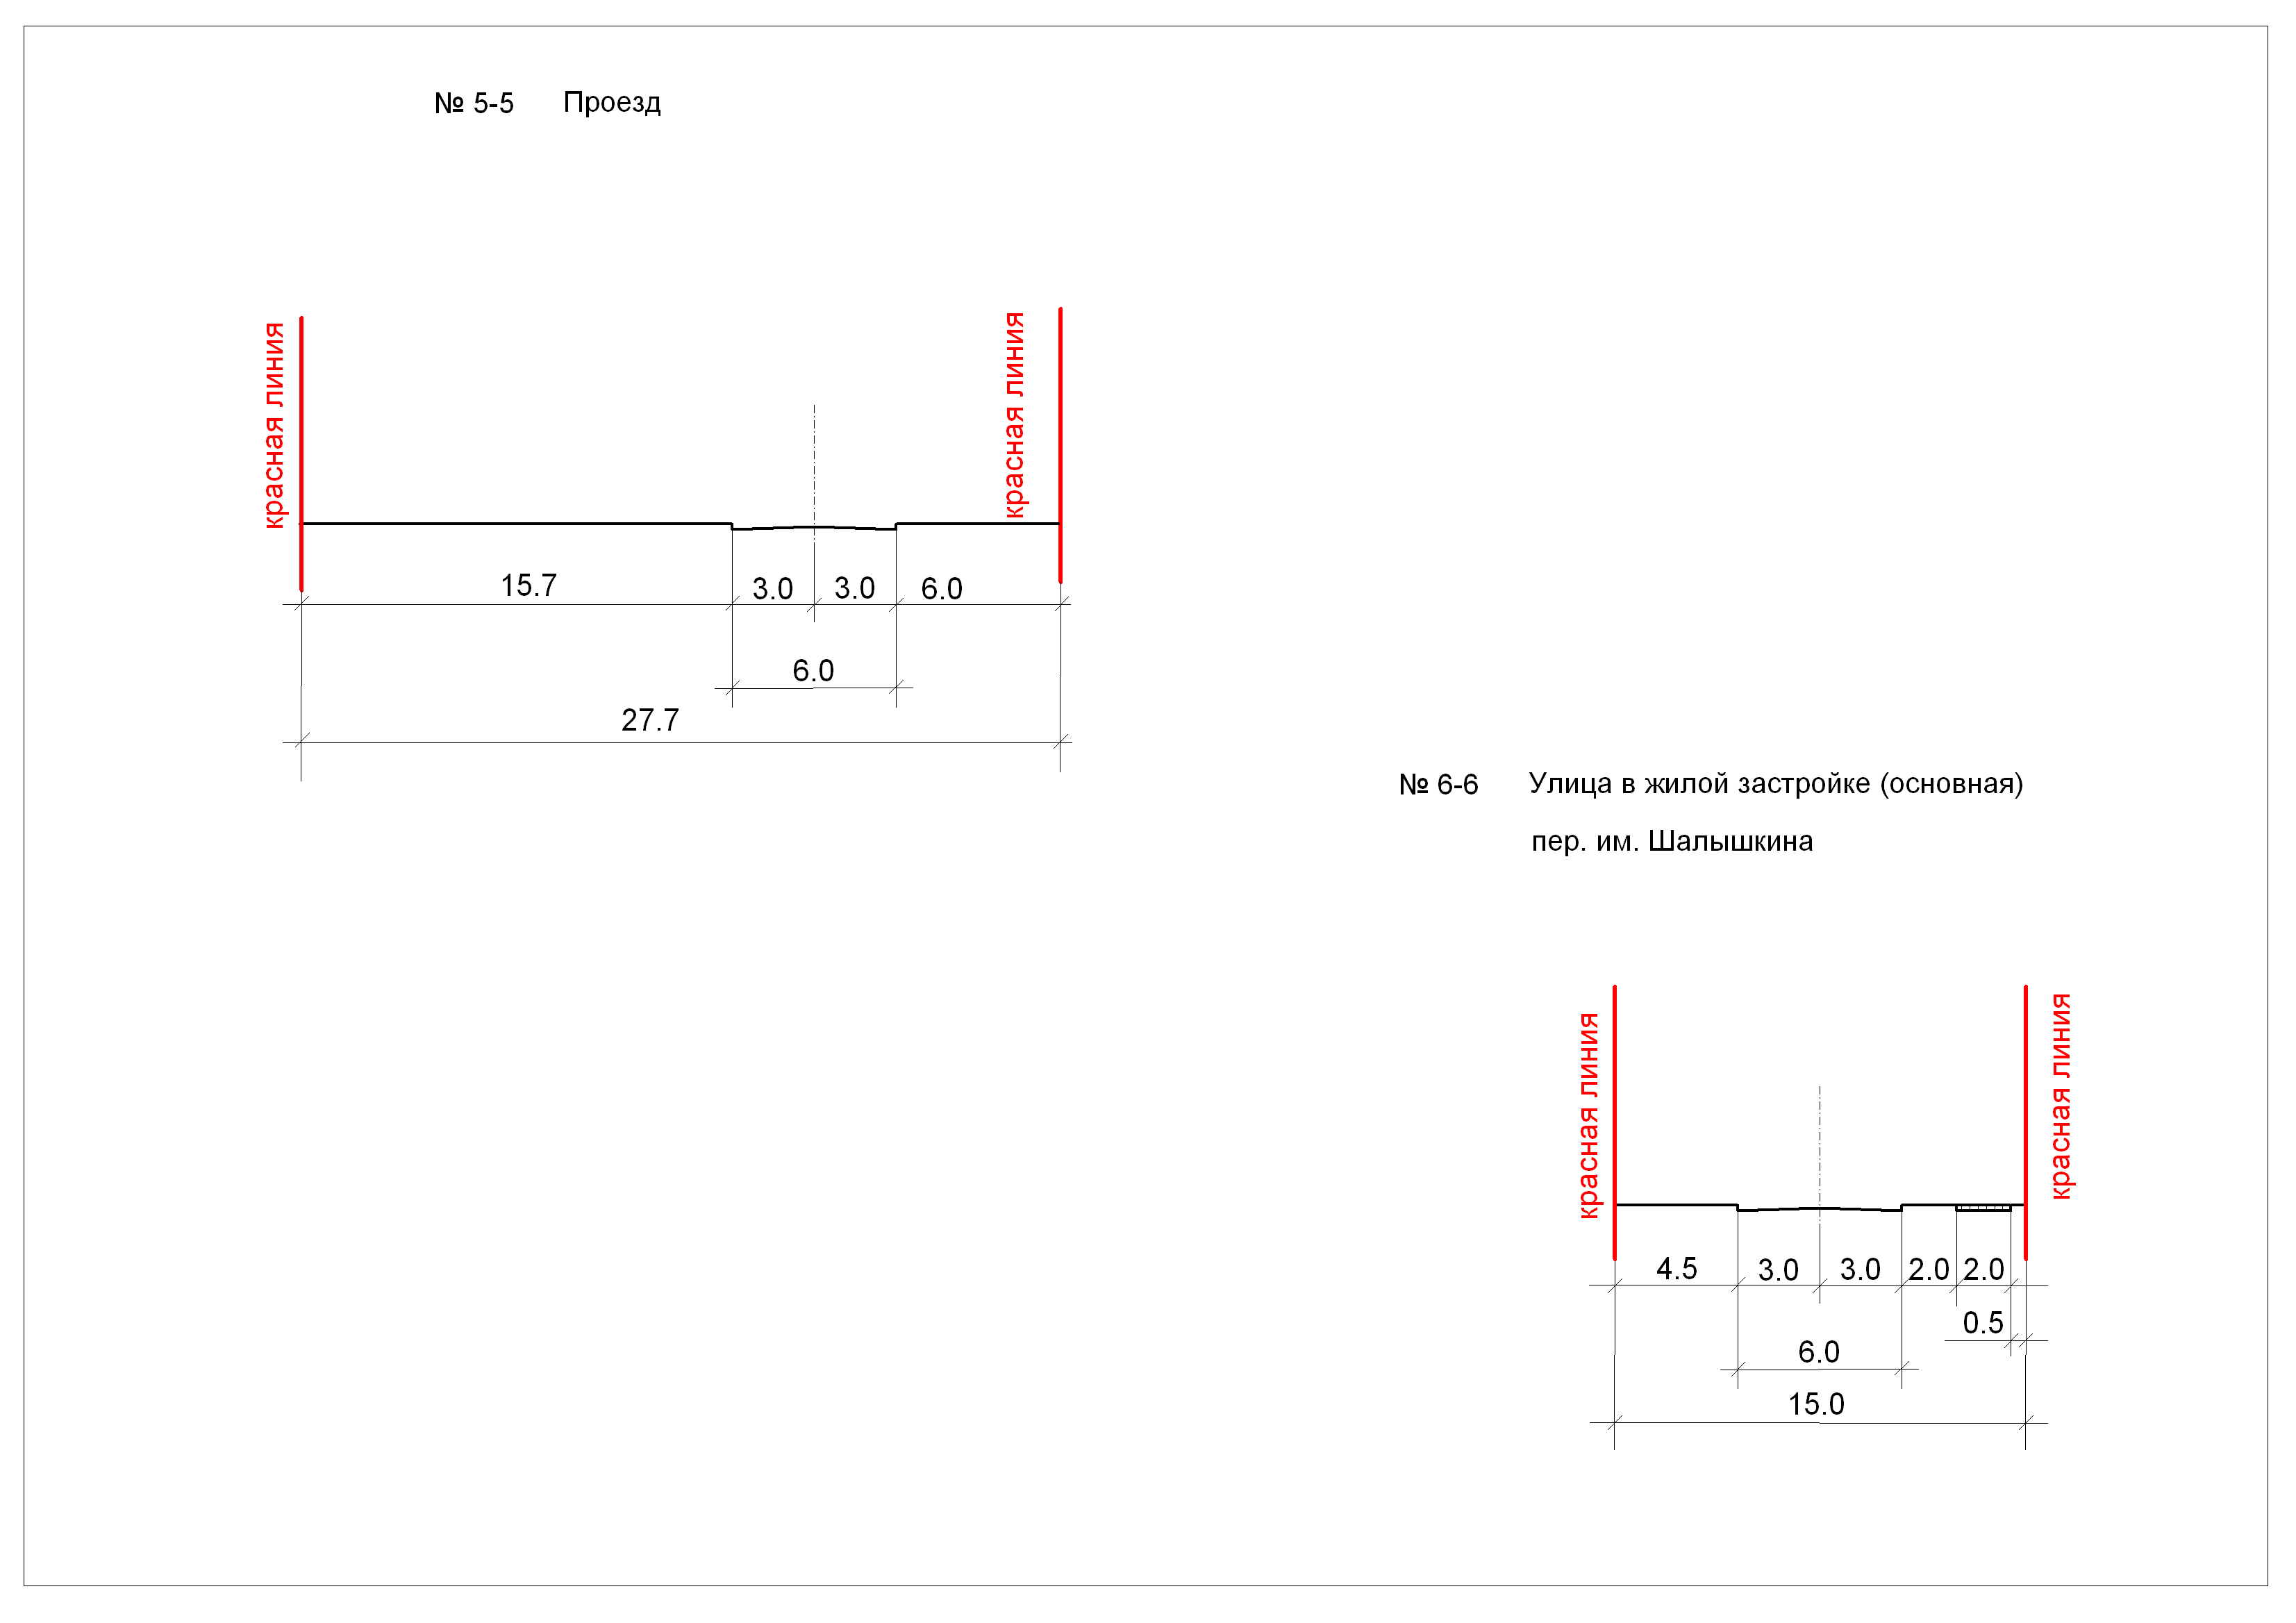 № 5-5 Проезд
красная линия
красная линия
15.7 3.0 3.0 6.0
6.0
27.7
№ 6-6 Улица в жилой застройке (основная)
пер. им. Шалышкина
красная линия
красная линия
4.5 3.0 3.0 2.0 2.0
0.5
6.0
15.0